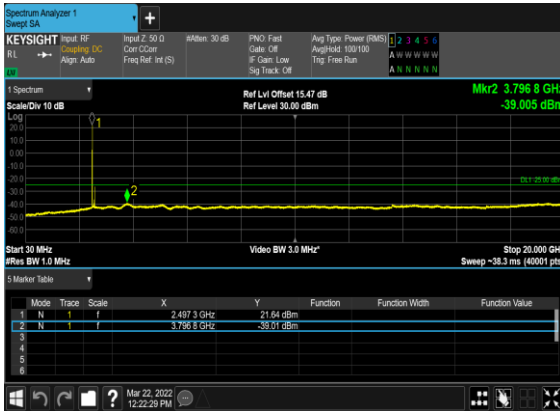 Spectrum Analyzer 1
Swept SA
+
KEYSIGHT
RL
Input: RF
Coupling: DC
Align: Auto
Input Z: 50 Ω
Corr CCorr
Freq Ref: Int (S)
#Atten: 30 dB
PNO: Fast
Gate: Off
IF Gain: Low
Sig Track: Off
Avg Type: Power (RMS)
Avg|Hold: 100/100
Trig: Free Run
1 2 3 4 5 6
A W W W W W
A N N N N N
1 Spectrum
Scale/Div 10 dB
Ref Lvl Offset 15.47 dB
Ref Level 30.00 dBm
Mkr2 3.796 8 GHz
-39.005 dBm
Log
20.0
10.0
0.00
-10.0
-20.0
-30.0
-40.0
-50.0
-60.0
1
2
DL1 -25.00 dBm
Start 30 MHz
#Res BW 1.0 MHz
Video BW 3.0 MHz*
Stop 20.000 GHz
Sweep ~38.3 ms (40001 pts)
5 Marker Table
Mode Trace Scale X Y Function Function Width Function Value
1 N 1 f 2.497 3 GHz 21.64 dBm
2 N 1 f 3.796 8 GHz -39.01 dBm
3
4
5
6
?
Mar 22, 2022
12:22:29 PM